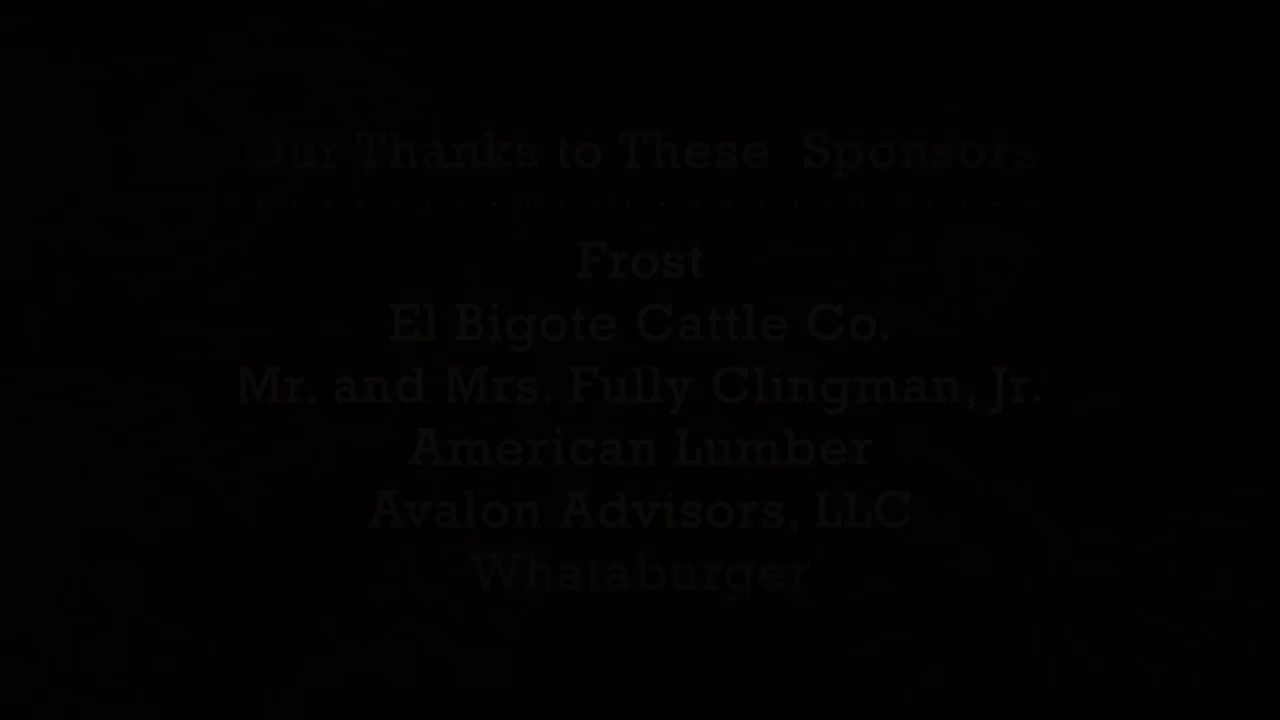 Our Thanks to These Sponsors
Frost
El Bigote Cattle Co.
Mr. and Mrs. Fully Clingman, Jr.
American Lumber
Avalon Advisors, LLC
Whataburger